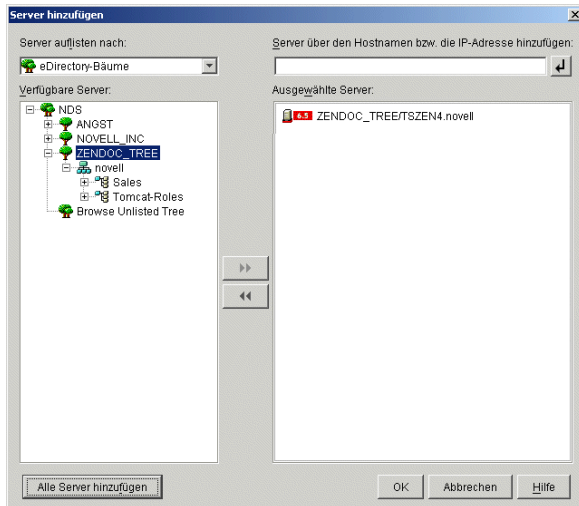 Server hinzufügen
Server auflisten nach:
eDirectory-Bäume
Verfügbare Server:
NDS
ANGST
NOVELL_INC
ZENDOC_TREE
novell
Sales
Tomcat-Roles
Browse Unlisted Tree
Server über den Hostnamen bzw. die IP-Adresse hinzufügen:
Ausgewählte Server:
6.5 ZENDOC_TREE/TSZEN4.novell
Alle Server hinzufügen
OK
Abbrechen
Hilfe